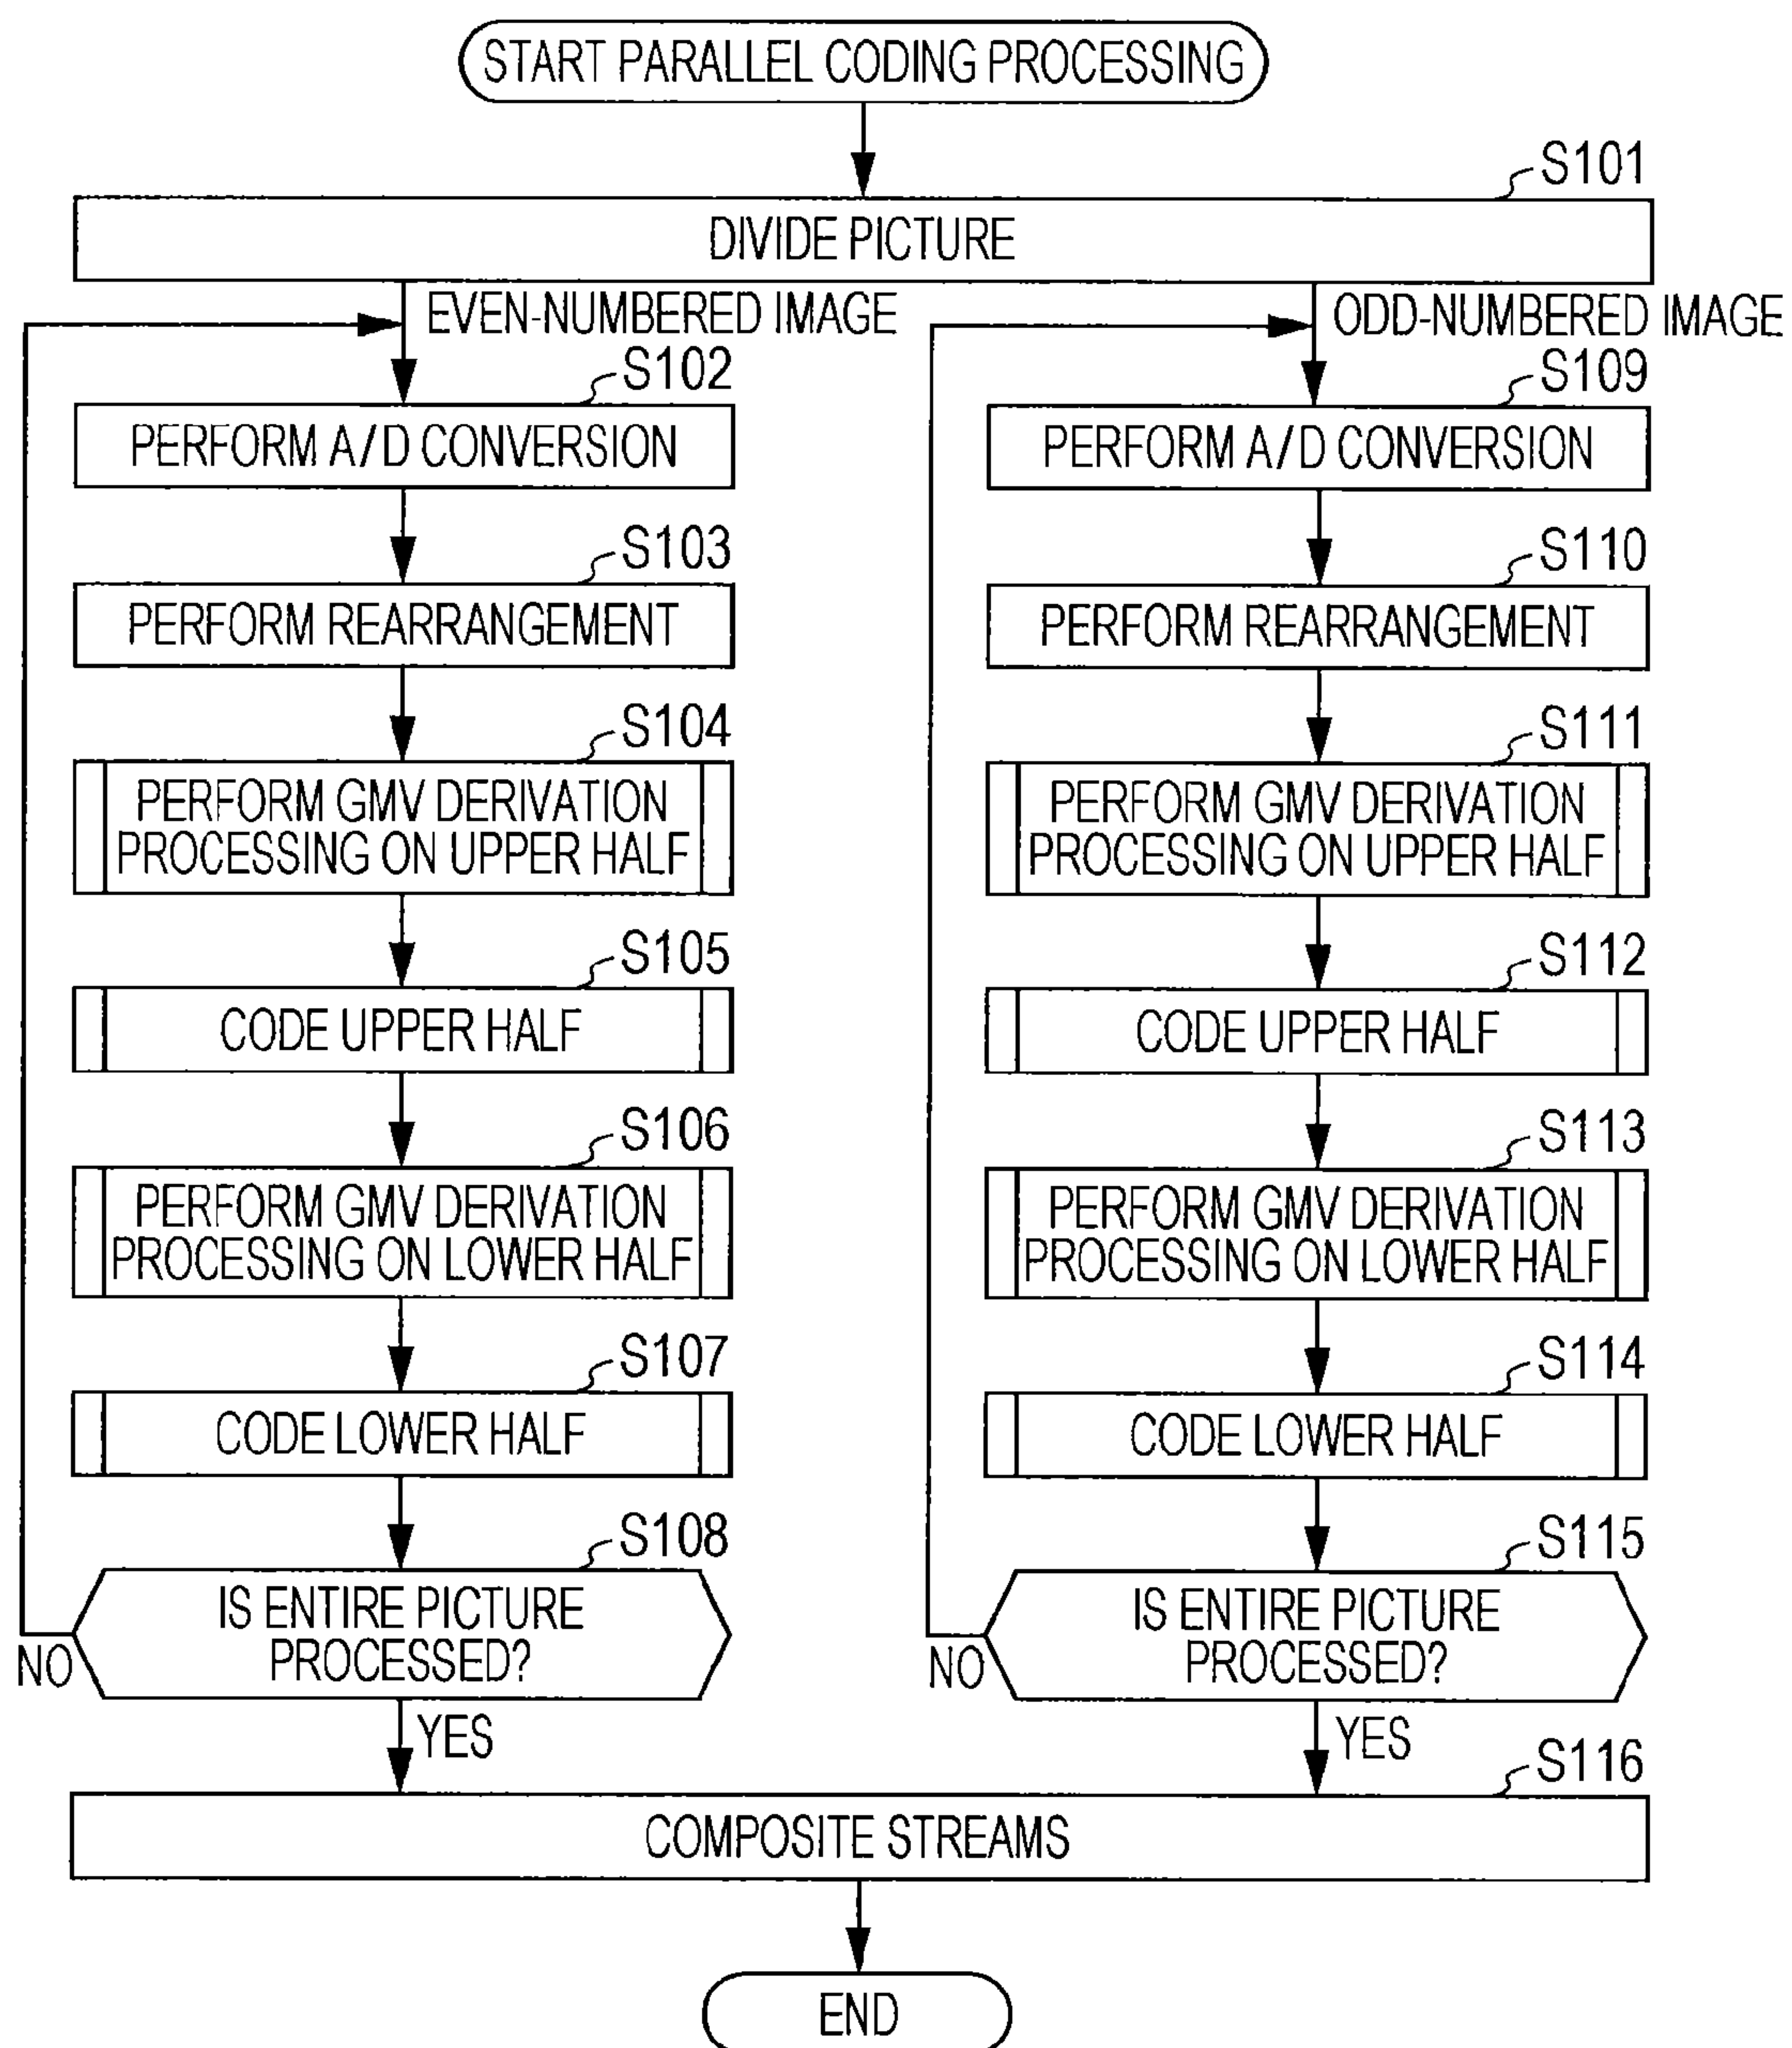 START PARALLEL CODING PROCESSING
S101
DIVIDE PICTURE
EVEN-NUMBERED IMAGE
S102
PERFORM A/D CONVERSION
S103
PERFORM REARRANGEMENT
S104
PERFORM GMV DERIVATION
PROCESSING ON UPPER HALF
S105
CODE UPPER HALF
S106
PERFORM GMV DERIVATION
PROCESSING ON LOWER HALF
S107
CODE LOWER HALF
S108
IS ENTIRE PICTURE
PROCESSED?
NO
YES
ODD-NUMBERED IMAGE
S109
PERFORM A/D CONVERSION
S110
PERFORM REARRANGEMENT
S111
PERFORM GMV DERIVATION
PROCESSING ON UPPER HALF
S112
CODE UPPER HALF
S113
PERFORM GMV DERIVATION
PROCESSING ON LOWER HALF
S114
CODE LOWER HALF
S115
IS ENTIRE PICTURE
PROCESSED?
NO
YES
S116
COMPOSITE STREAMS
END